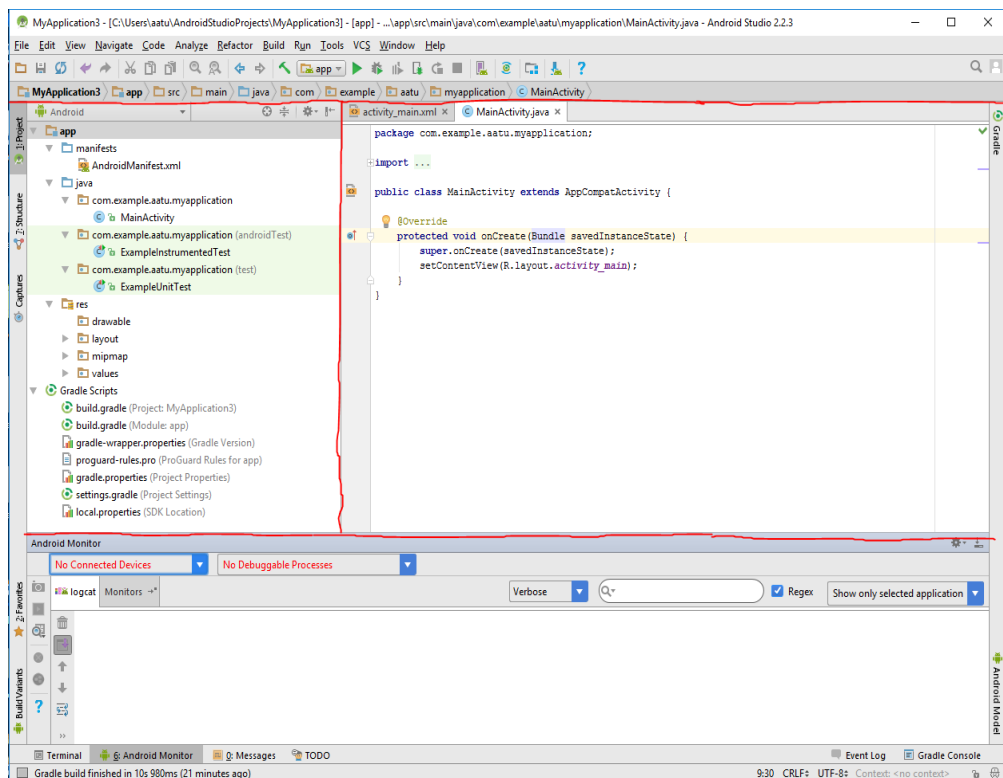 MyApplication3 - [C:\Users\aatu\AndroidStudioProjects\MyApplication3] - [app] - ...\app\src\main\java\com\example\aatu\myapplication\MainActivity.java - Android Studio 2.2.3
File Edit View Navigate Code Analyze Refactor Build Run Tools VCS Window Help
app
MyApplication3 app src main java com example aatu myapplication MainActivity
1: Project
2: Structure
Captures
Android
app
manifests
AndroidManifest.xml
java
com.example.aatu.myapplication
MainActivity
com.example.aatu.myapplication (androidTest)
ExampleInstrumentedTest
com.example.aatu.myapplication (test)
ExampleUnitTest
res
drawable
layout
mipmap
values
Gradle Scripts
build.gradle (Project: MyApplication3)
build.gradle (Module: app)
gradle-wrapper.properties (Gradle Version)
proguard-rules.pro (ProGuard Rules for app)
gradle.properties (Project Properties)
settings.gradle (Project Settings)
local.properties (SDK Location)
activity_main.xml MainActivity.java
package com.example.aatu.myapplication;
import ...
public class MainActivity extends AppCompatActivity {
@Override
protected void onCreate(Bundle savedInstanceState) {
super.onCreate(savedInstanceState);
setContentView(R.layout.activity_main);
}
}
Gradle
Android Monitor
No Connected Devices No Debuggable Processes
logcat Monitors Verbose Regex Show only selected application
2: Favorites
Build Variants
Android Model
Terminal 6: Android Monitor 0: Messages TODO Event Log Gradle Console
Gradle build finished in 10s 980ms (21 minutes ago) 9:30 CRLF UTF-8 Context: <no context>